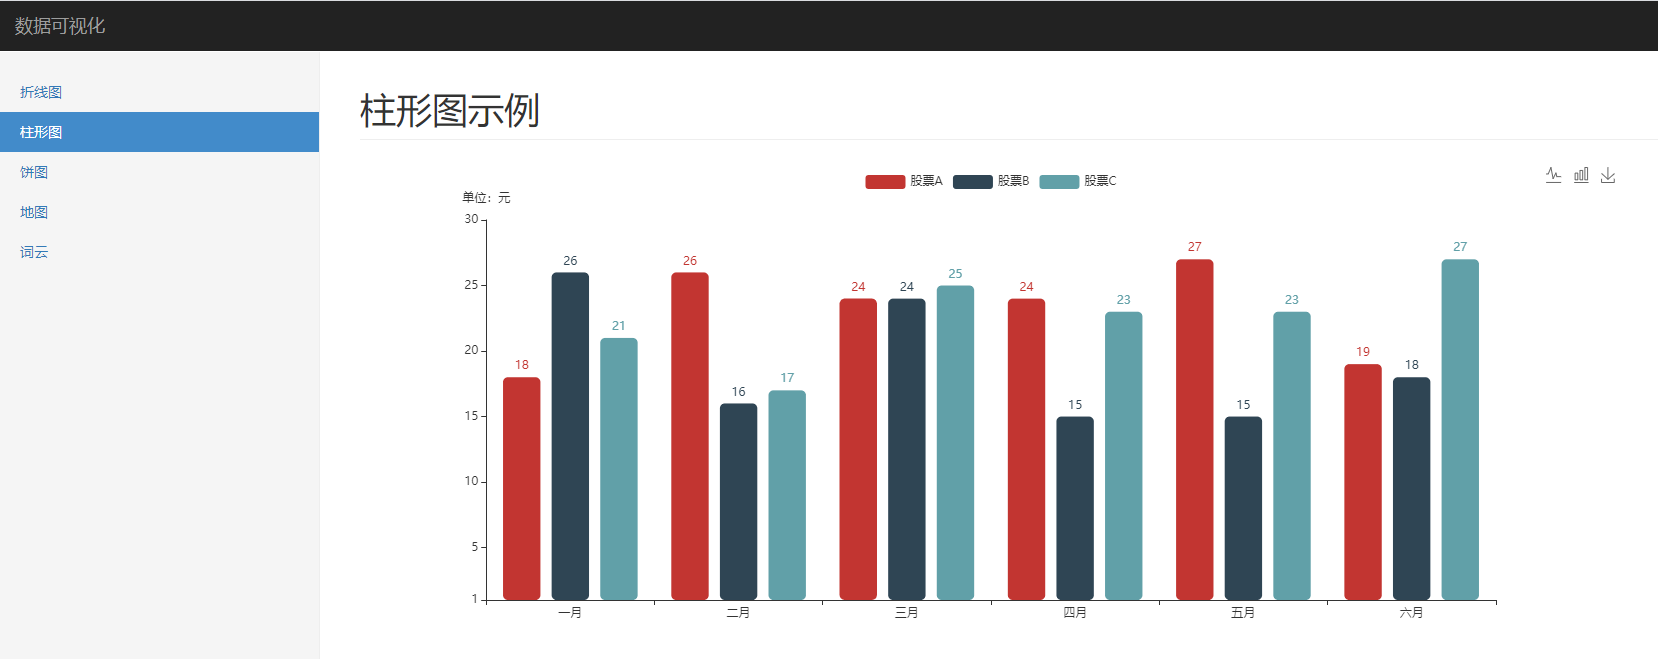 数据可视化
折线图
柱形图
饼图
地图
词云
柱形图示例
股票A 股票B 股票C
单位：元
30
25
20
15
10
5
1
18 26 21
26 16 17
24 24 25
24 15 23
27 15 23
19 18 27
一月 二月 三月 四月 五月 六月